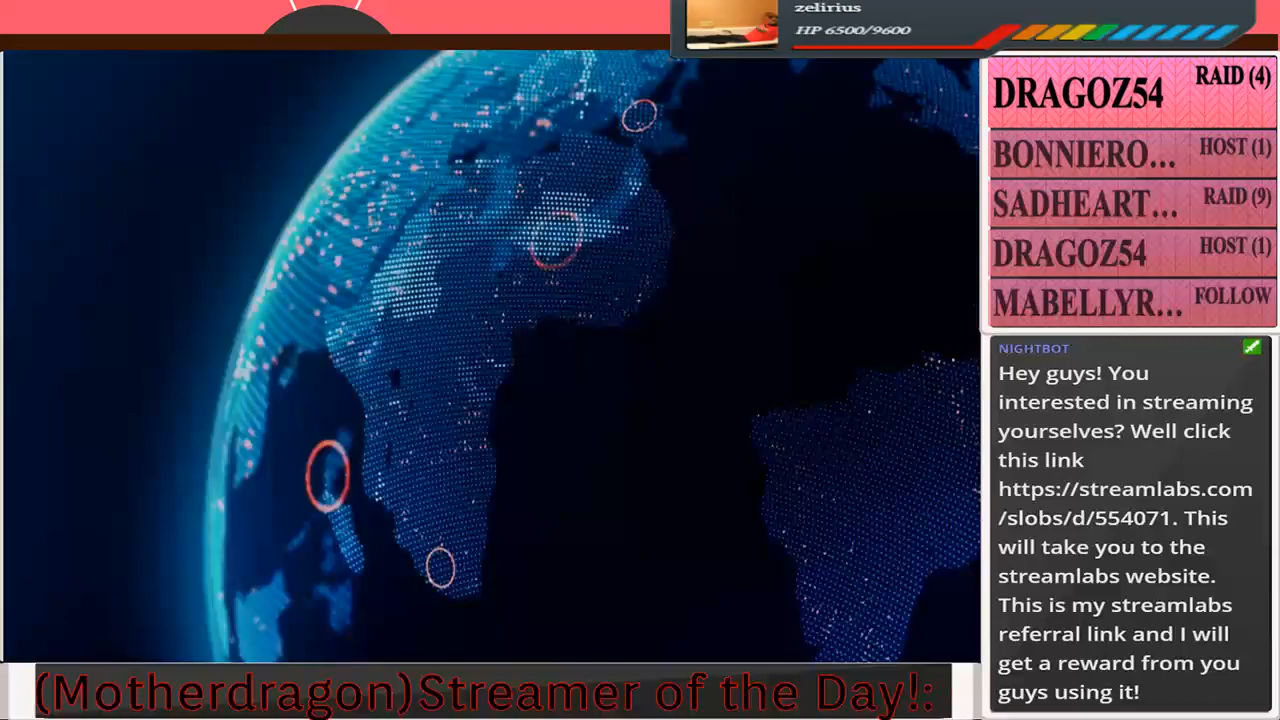 zelirius
HP 6500/9600
DRAGOZ54 RAID (4)
BONNIERO... HOST (1)
SADHEART... RAID (9)
DRAGOZ54 HOST (1)
MABELLYR... FOLLOW
NIGHTBOT
Hey guys! You
interested in streaming
yourselves? Well click
this link
https://streamlabs.com
/slobs/d/554071. This
will take you to the
streamlabs website.
This is my streamlabs
referral link and I will
get a reward from you
guys using it!
(Motherdragon)Streamer of the Day!: